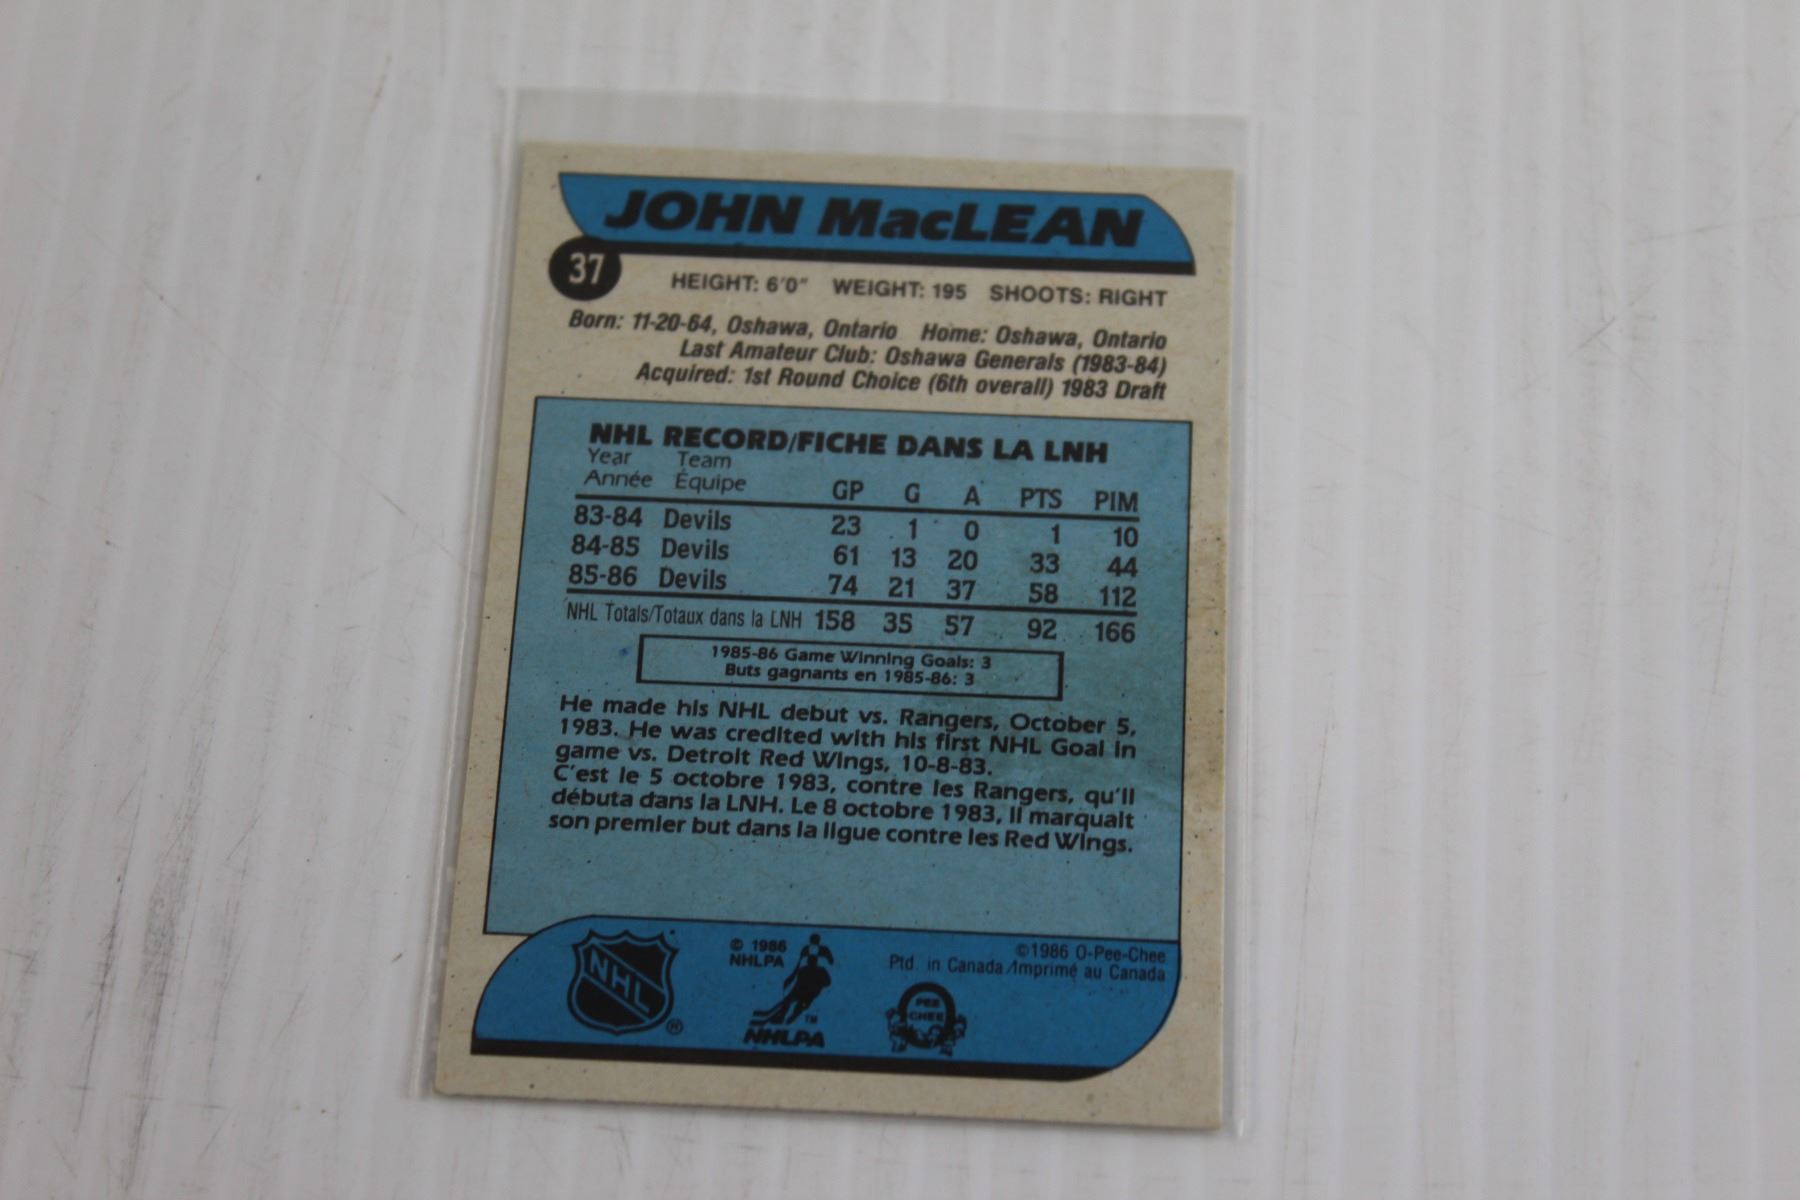 JOHN MacLEAN
37
HEIGHT: 6'0" WEIGHT: 195 SHOOTS: RIGHT
Born: 11-20-64, Oshawa, Ontario Home: Oshawa, Ontario
Last Amateur Club: Oshawa Generals (1983-84)
Acquired: 1st Round Choice (6th overall) 1983 Draft
NHL RECORD/FICHE DANS LA LNH
Year Team
Année Équipe GP G A PTS PIM
83-84 Devils 23 1 0 1 10
84-85 Devils 61 13 20 33 44
85-86 Devils 74 21 37 58 112
NHL Totals/Totaux dans la LNH 158 35 57 92 166
1985-86 Game Winning Goals: 3
Buts gagnants en 1985-86: 3
He made his NHL debut vs. Rangers, October 5,
1983. He was credited with his first NHL Goal in
game vs. Detroit Red Wings, 10-8-83.
C'est le 5 octobre 1983, contre les Rangers, qu'il
débuta dans la LNH. Le 8 octobre 1983, il marquait
son premier but dans la ligue contre les Red Wings.
NHL ®
© 1986
NHLPA
TM
NHLPA
©1986 O-Pee-Chee
Ptd. in Canada/Imprimé au Canada
PEE
CHEE